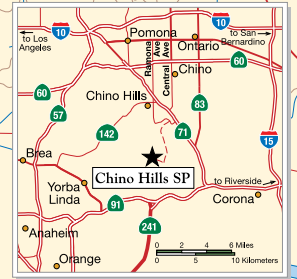 10
10
to Los
Angeles
Pomona
Ontario
to San
Bernardino
Ramona
Ave
Central
Ave
60
Chino
60
Chino Hills
83
57
142
71
15
Brea
Chino Hills SP
to Riverside
Yorba
Linda
91
Corona
Anaheim
241
0 2 4 6 Miles
0 10 Kilometers
Orange